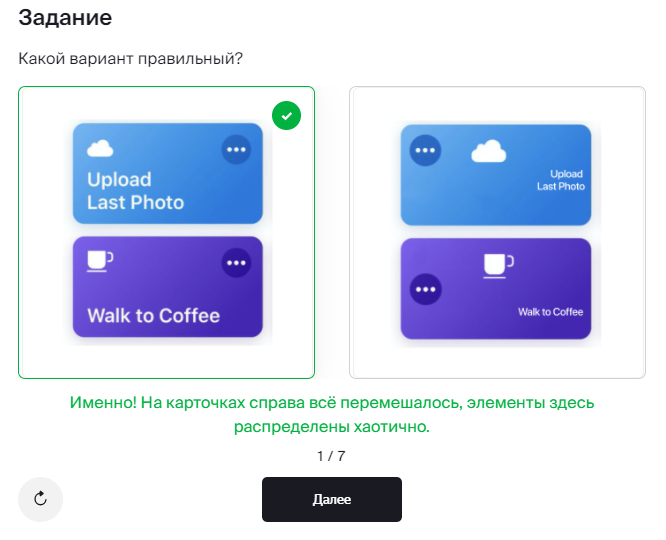 Задание
Какой вариант правильный?
Upload
Last Photo
Walk to Coffee
Upload
Last Photo
Walk to Coffee
Именно! На карточках справа всё перемешалось, элементы здесь
распределены хаотично.
1 / 7
Далее